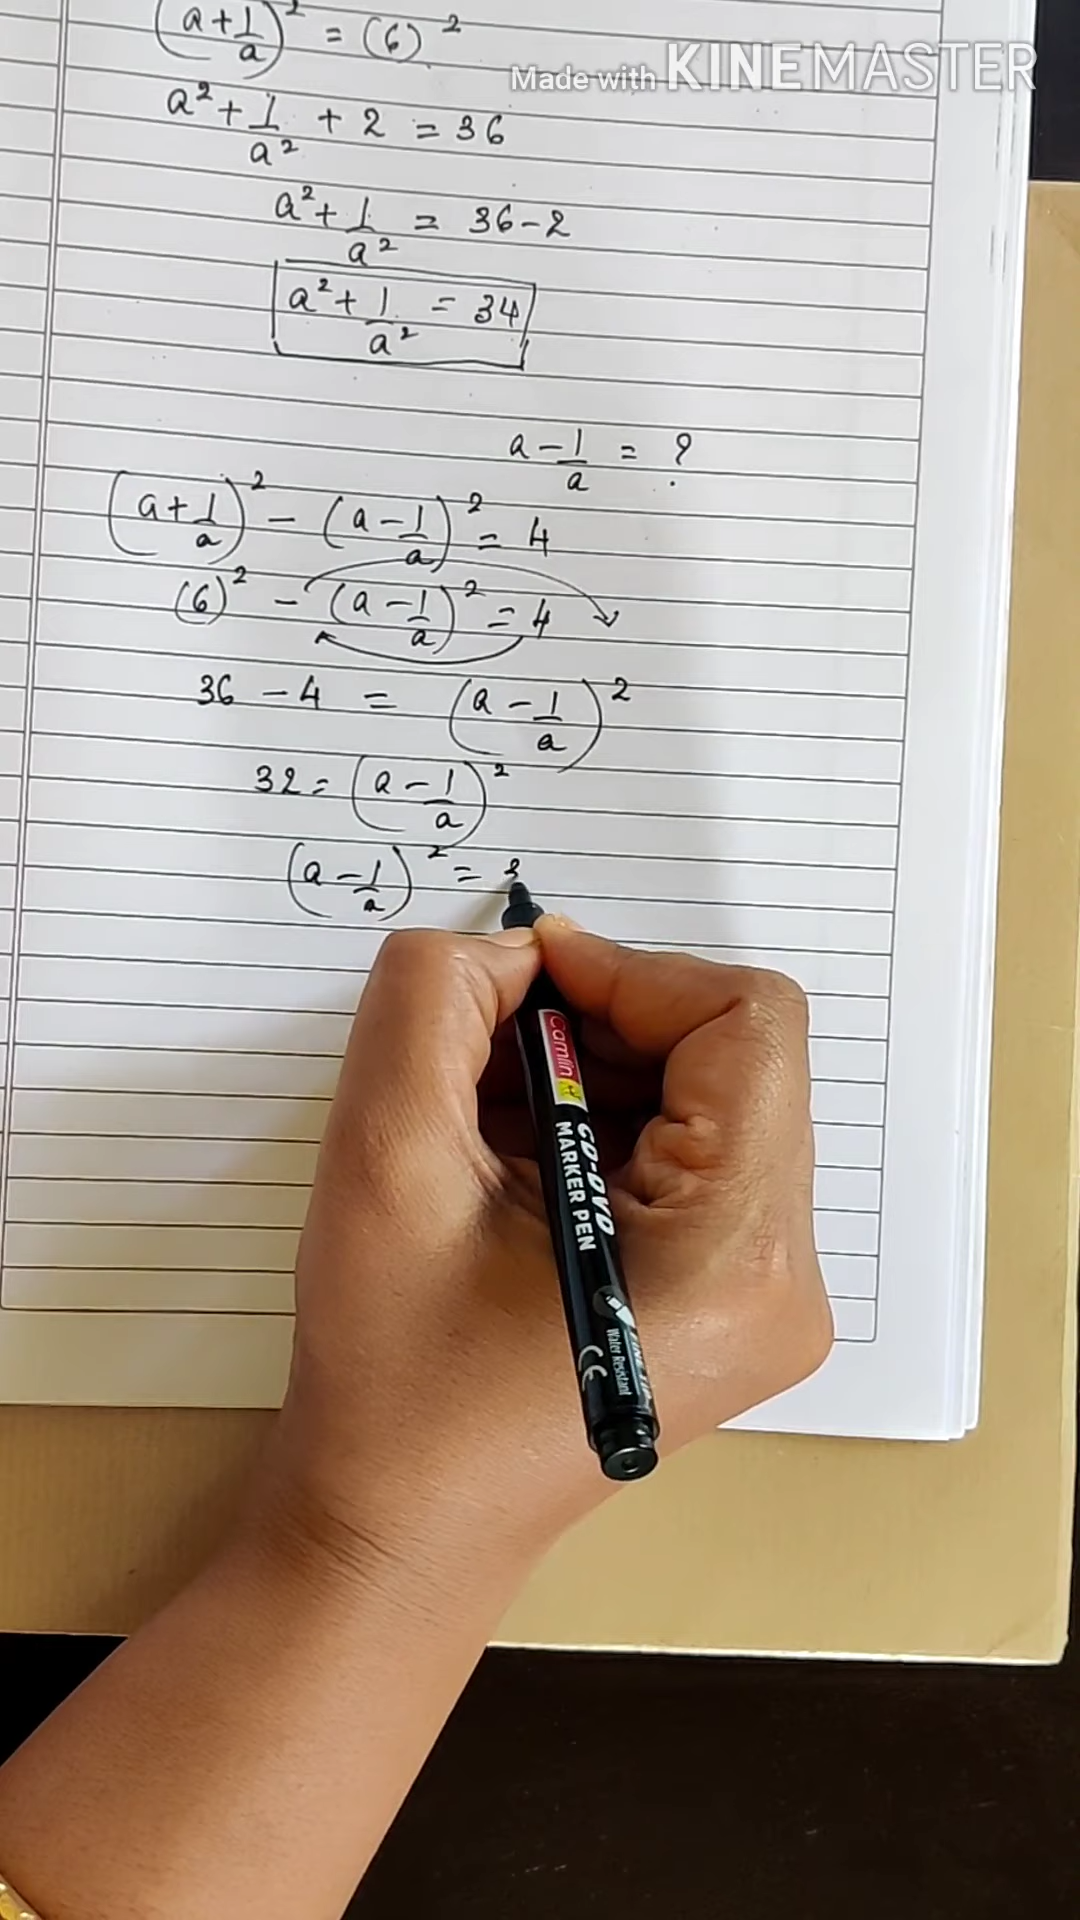 (a + 1/a)² = (6)²
Made with KINEMASTER
a² + 1/a² + 2 = 36
a² + 1/a² = 36 - 2
a² + 1/a² = 34
a - 1/a = ?
(a + 1/a)² - (a - 1/a)² = 4
(6)² - (a - 1/a)² = 4
36 - 4 = (a - 1/a)²
32 = (a - 1/a)²
(a - 1/a)² = 3
Camlin
CD-DVD
MARKER PEN
Water Resistant
CE